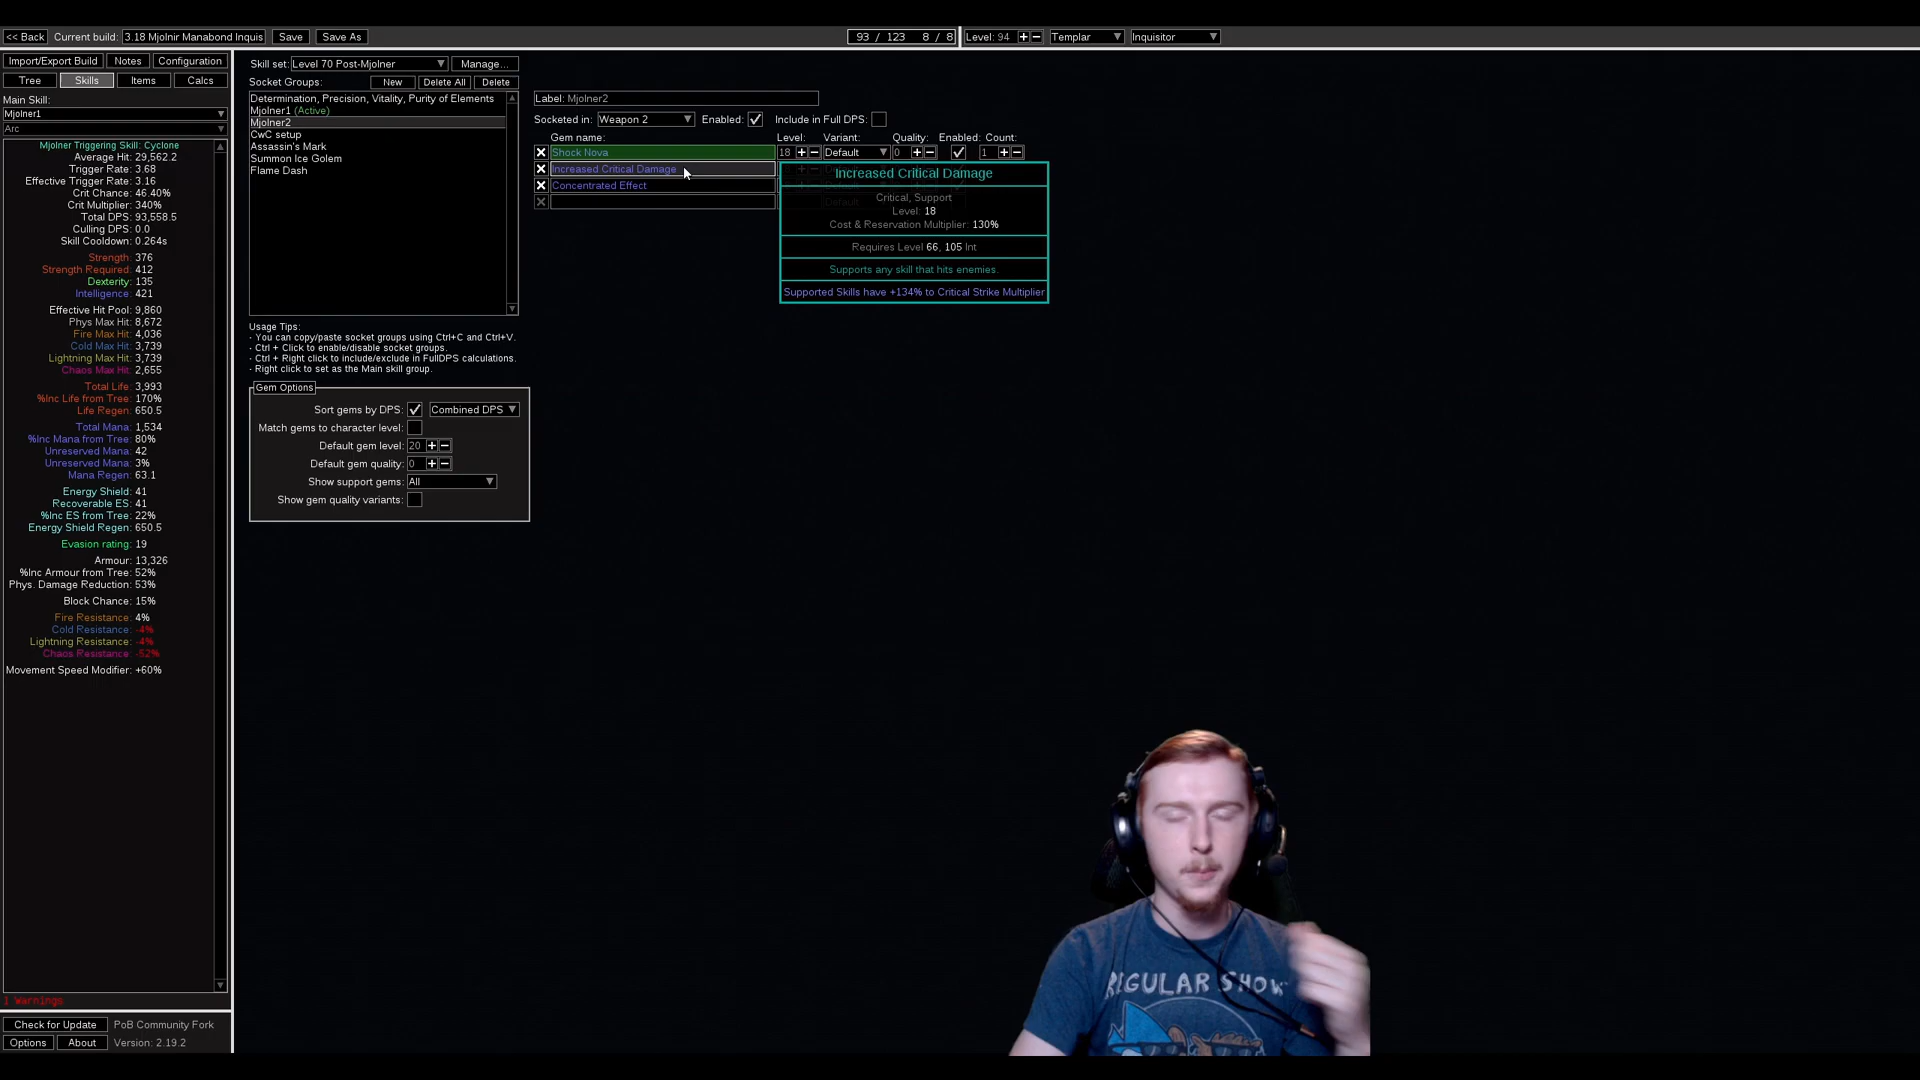 << Back
Current build:
3.18 Mjolnir Manabond Inquis
Save
Save As
93 / 123 8 / 8
Level: 94
Templar
Inquisitor
Import/Export Build
Notes
Configuration
Tree
Skills
Items
Calcs
Main Skill:
Mjolner1
Arc
Mjolner Triggering Skill: Cyclone
Average Hit: 29,562.2
Trigger Rate: 3.68
Effective Trigger Rate: 3.16
Crit Chance: 46.40%
Crit Multiplier: 340%
Total DPS: 93,558.5
Culling DPS: 0.0
Skill Cooldown: 0.264s
Strength: 376
Strength Required: 412
Dexterity: 135
Intelligence: 421
Effective Hit Pool: 9,860
Phys Max Hit: 8,672
Fire Max Hit: 4,036
Cold Max Hit: 3,739
Lightning Max Hit: 3,739
Chaos Max Hit: 2,655
Total Life: 3,993
%Inc Life from Tree: 170%
Life Regen: 650.5
Total Mana: 1,534
%Inc Mana from Tree: 80%
Unreserved Mana: 42
Unreserved Mana: 3%
Mana Regen: 63.1
Energy Shield: 41
Recoverable ES: 41
%Inc ES from Tree: 22%
Energy Shield Regen: 650.5
Evasion rating: 19
Armour: 13,326
%Inc Armour from Tree: 52%
Phys. Damage Reduction: 53%
Block Chance: 15%
Fire Resistance: 4%
Cold Resistance: -4%
Lightning Resistance: -4%
Chaos Resistance: -52%
Movement Speed Modifier: +60%
1 Warnings
Check for Update
PoB Community Fork
Options
About
Version: 2.19.2
Skill set: Level 70 Post-Mjolner
Manage...
Socket Groups:
New
Delete All
Delete
Determination, Precision, Vitality, Purity of Elements
Mjolner1 (Active)
Mjolner2
CwC setup
Assassin's Mark
Summon Ice Golem
Flame Dash
Usage Tips:
- You can copy/paste socket groups using Ctrl+C and Ctrl+V.
- Ctrl + Click to enable/disable socket groups.
- Ctrl + Right click to include/exclude in FullDPS calculations.
- Right click to set as the Main skill group.
Gem Options
Sort gems by DPS:
Combined DPS
Match gems to character level:
Default gem level: 20
Default gem quality: 0
Show support gems: All
Show gem quality variants:
Label: Mjolner2
Socketed in: Weapon 2
Enabled:
Include in Full DPS:
Gem name:
Level:
Variant:
Quality:
Enabled:
Count:
Shock Nova
18
Default
0
1
Increased Critical Damage
Concentrated Effect
Increased Critical Damage
Critical, Support
Level: 18
Cost & Reservation Multiplier: 130%
Requires Level 66, 105 Int
Supports any skill that hits enemies.
Supported Skills have +134% to Critical Strike Multiplier
REGULAR SHOW